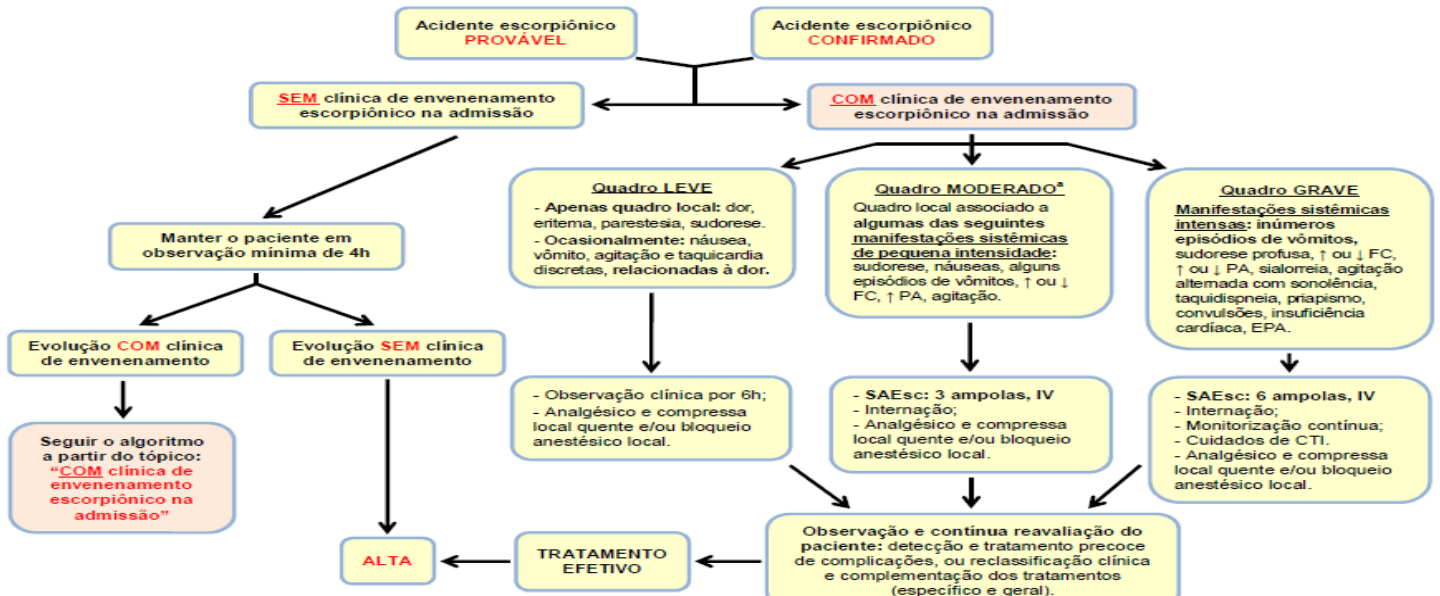 Acidente escorpiônico
PROVÁVEL
Acidente escorpiônico
CONFIRMADO
SEM clínica de envenenamento
escorpiônico na admissão
COM clínica de envenenamento
escorpiônico na admissão
Manter o paciente em
observação mínima de 4h
Evolução COM clínica
de envenenamento
Evolução SEM clínica
de envenenamento
Seguir o algoritmo
a partir do tópico:
“COM clínica de
envenenamento
escorpiônico na
admissão”
Quadro LEVE
- Apenas quadro local: dor,
eritema, parestesia, sudorese.
- Ocasionalmente: náusea,
vômito, agitação e taquicardia
discretas, relacionadas à dor.
Quadro MODERADOª
Quadro local associado a
algumas das seguintes
manifestações sistêmicas
de pequena intensidade:
sudorese, náuseas, alguns
episódios de vômitos, ↑ ou ↓
FC, ↑ PA, agitação.
Quadro GRAVE
Manifestações sistêmicas
intensas: inúmeros
episódios de vômitos,
sudorese profusa, ↑ ou ↓ FC,
↑ ou ↓ PA, sialorreia, agitação
alternada com sonolência,
taquidispneia, priapismo,
convulsões, insuficiência
cardíaca, EPA.
- Observação clínica por 6h;
- Analgésico e compressa
local quente e/ou bloqueio
anestésico local.
- SAEsc: 3 ampolas, IV
- Internação;
- Analgésico e compressa
local quente e/ou bloqueio
anestésico local.
- SAEsc: 6 ampolas, IV
- Internação;
- Monitorização contínua;
- Cuidados de CTI.
- Analgésico e compressa
local quente e/ou bloqueio
anestésico local.
Observação e contínua reavaliação do
paciente: detecção e tratamento precoce
de complicações, ou reclassificação clínica
e complementação dos tratamentos
(específico e geral).
TRATAMENTO
EFETIVO
ALTA